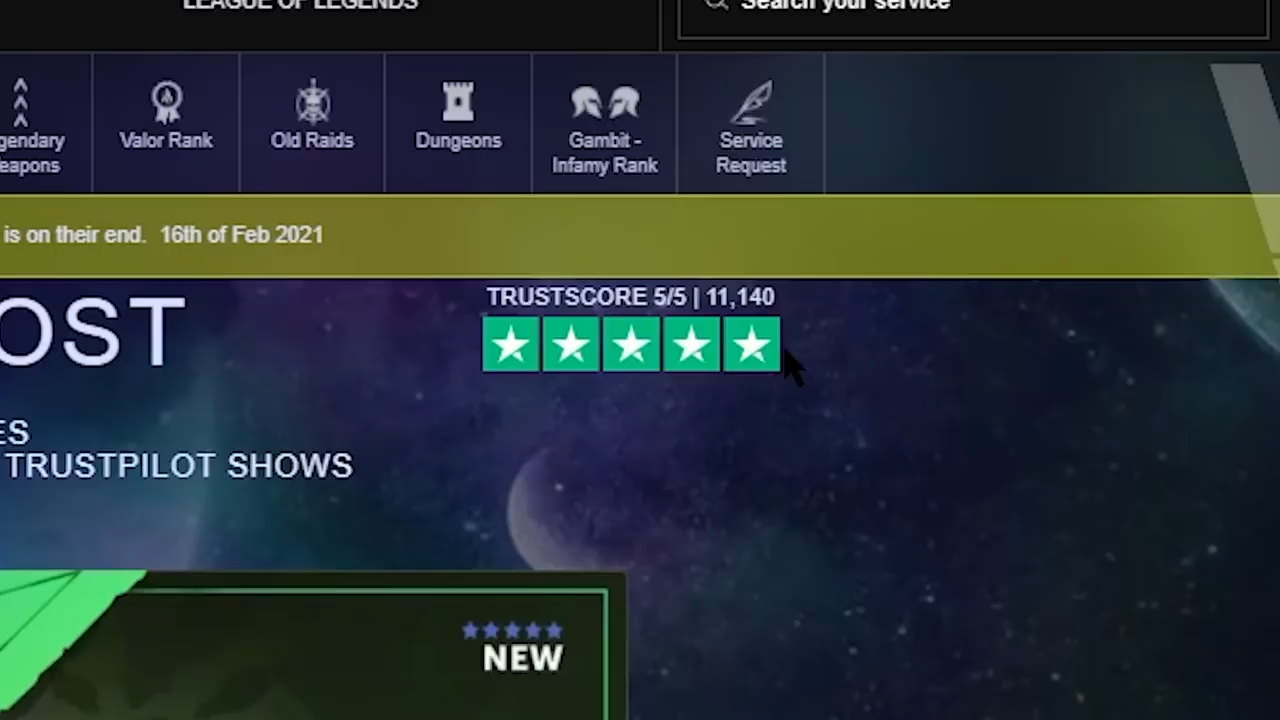 LEAGUE OF LEGENDS
Search your service
gendary
eapons
Valor Rank
Old Raids
Dungeons
Gambit -
Infamy Rank
Service
Request
is on their end.  16th of Feb 2021
OST
TRUSTSCORE 5/5 | 11,140
ES
TRUSTPILOT SHOWS
NEW